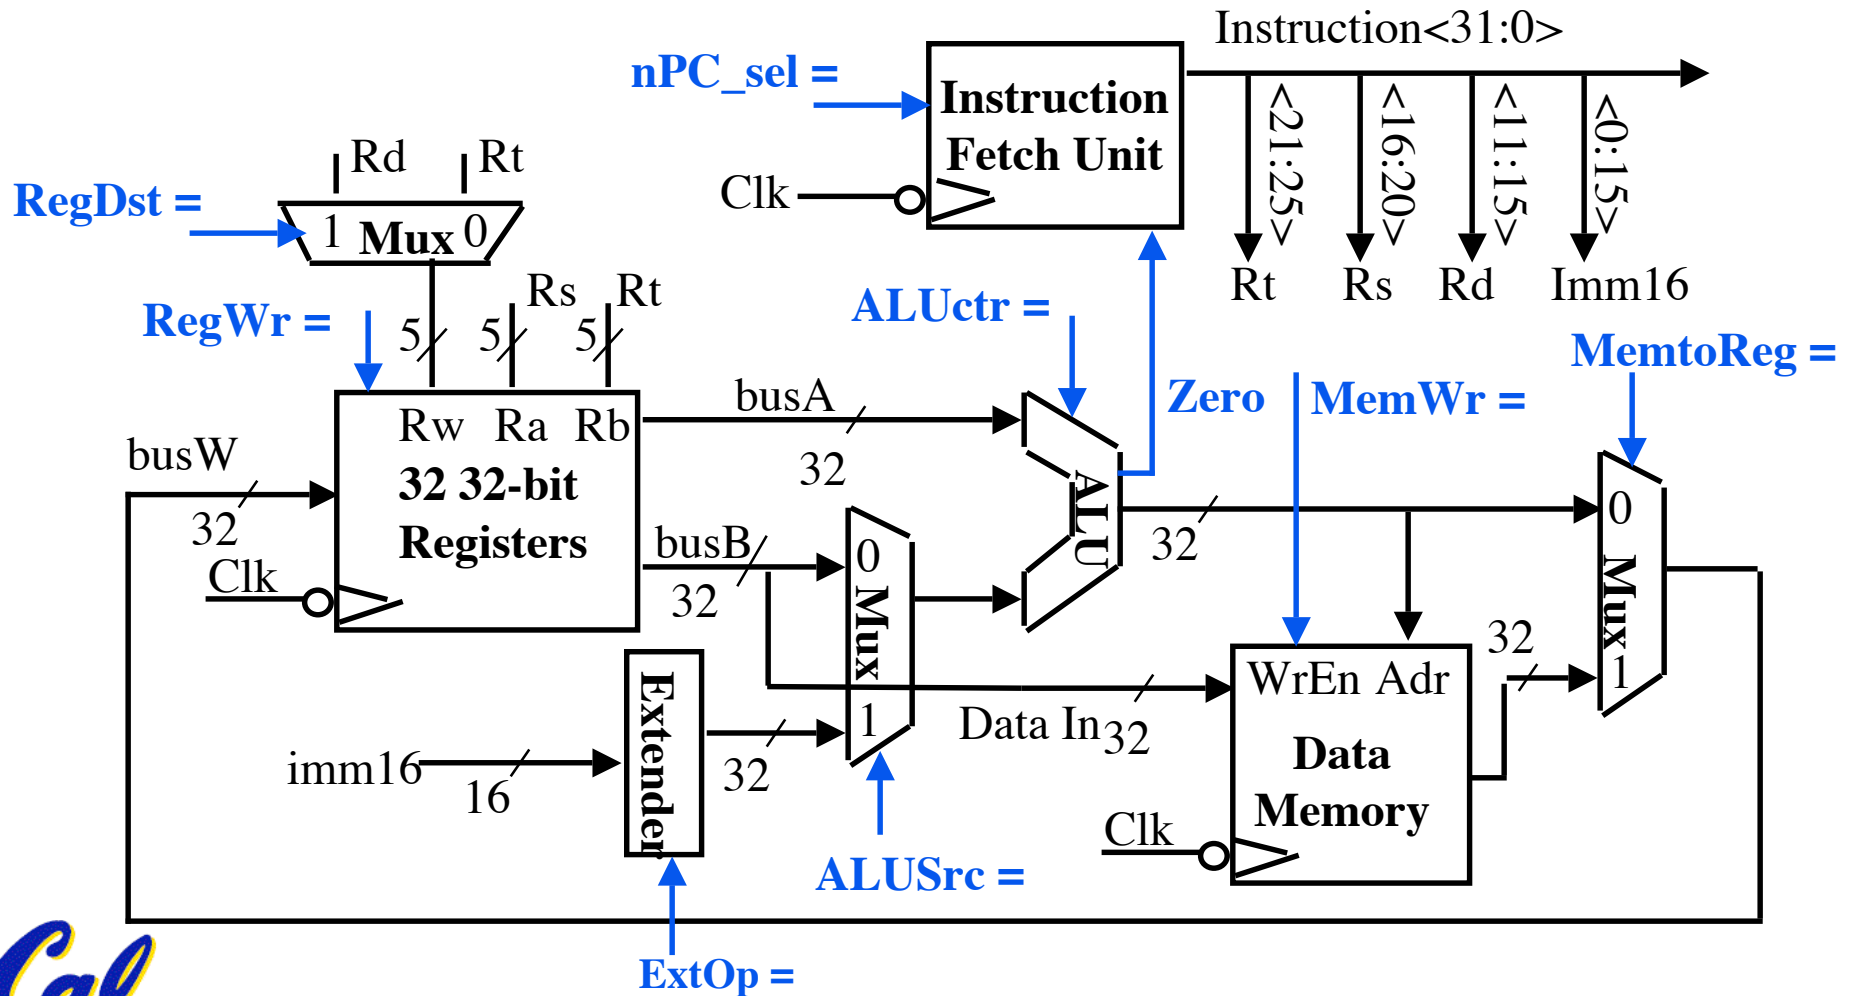 Instruction<31:0>
nPC_sel =
Instruction
Fetch Unit
Clk
<21:25>
<16:20>
<11:15>
<0:15>
Rt
Rs
Rd
Imm16
Rd
Rt
RegDst =
1 Mux 0
RegWr =
5
5
5
Rs
Rt
ALUctr =
Zero
MemWr =
MemtoReg =
busW
32
Rw Ra Rb
32 32-bit
Registers
Clk
busA
32
busB
32
0
Mux
1
ALU
32
0
Mux
1
32
WrEn Adr
Data
Memory
Clk
Data In
32
imm16
16
Extender
32
ALUSrc =
ExtOp =
Cal